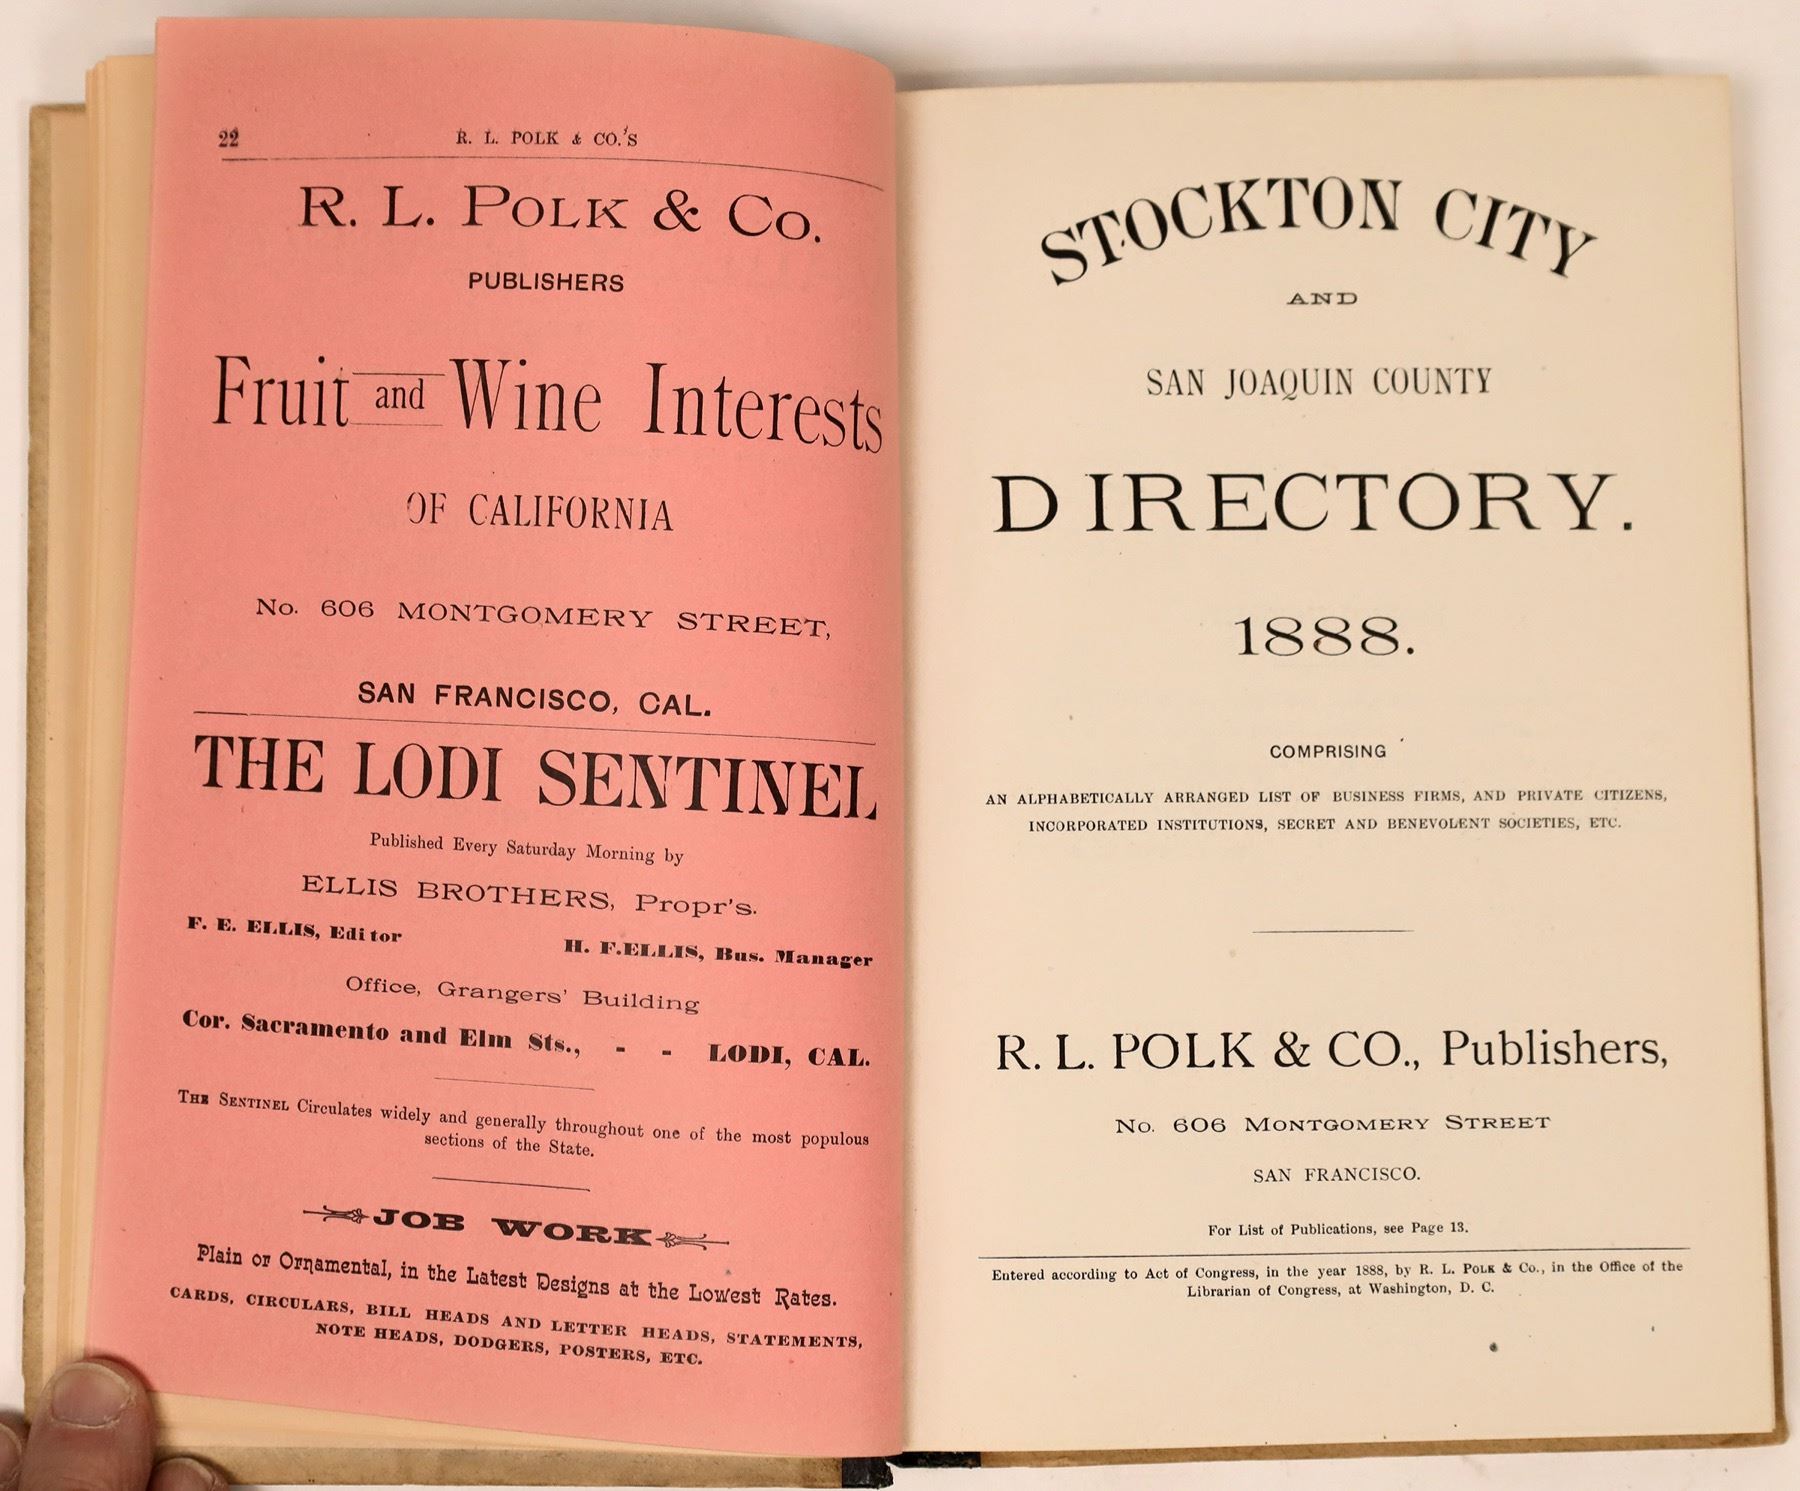 22
R. L. POLK & CO.'S
R. L. POLK & CO.
PUBLISHERS
Fruit and Wine Interests
OF CALIFORNIA
No. 606 MONTGOMERY STREET,
SAN FRANCISCO, CAL.
THE LODI SENTINEL
Published Every Saturday Morning by
ELLIS BROTHERS, Propr's.
F. E. ELLIS, Editor
H. F. ELLIS, Bus. Manager
Office, Grangers' Building
Cor. Sacramento and Elm Sts., - - LODI, CAL.
THE SENTINEL Circulates widely and generally throughout one of the most populous
sections of the State.
JOB WORK
Plain or Ornamental, in the Latest Designs at the Lowest Rates.
CARDS, CIRCULARS, BILL HEADS AND LETTER HEADS, STATEMENTS,
NOTE HEADS, DODGERS, POSTERS, ETC.
STOCKTON CITY
AND
SAN JOAQUIN COUNTY
DIRECTORY.
1888.
COMPRISING
AN ALPHABETICALLY ARRANGED LIST OF BUSINESS FIRMS, AND PRIVATE CITIZENS,
INCORPORATED INSTITUTIONS, SECRET AND BENEVOLENT SOCIETIES, ETC.
R. L. POLK & CO., Publishers,
No. 606 MONTGOMERY STREET
SAN FRANCISCO.
For List of Publications, see Page 13.
Entered according to Act of Congress, in the year 1888, by R. L. POLK & Co., in the Office of the
Librarian of Congress, at Washington, D. C.